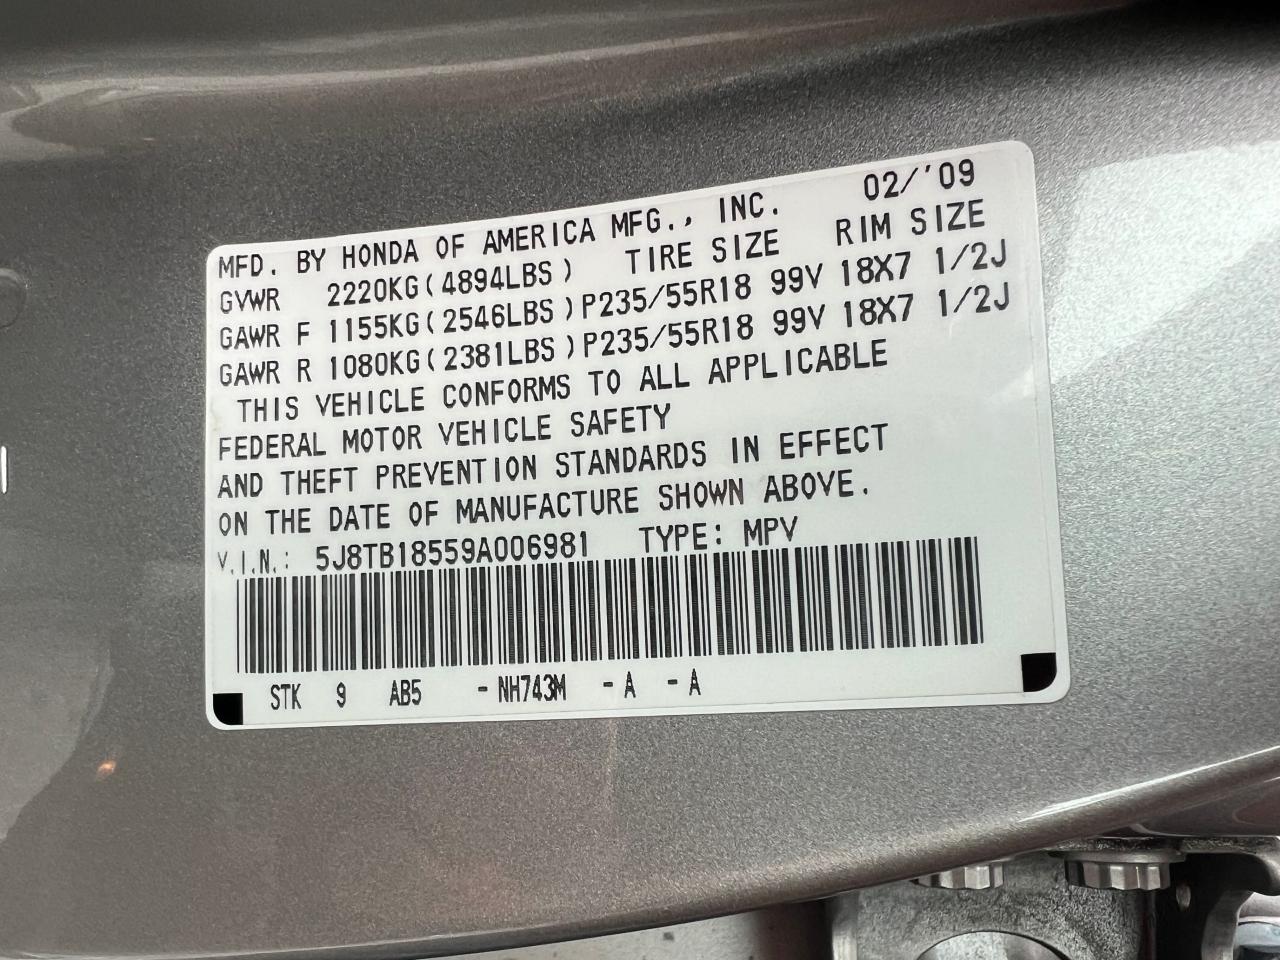 MFD. BY HONDA OF AMERICA MFG., INC. 02/'09
GVWR 2220KG(4894LBS) TIRE SIZE RIM SIZE
GAWR F 1155KG(2546LBS)P235/55R18 99V 18X7 1/2J
GAWR R 1080KG(2381LBS)P235/55R18 99V 18X7 1/2J
THIS VEHICLE CONFORMS TO ALL APPLICABLE
FEDERAL MOTOR VEHICLE SAFETY
AND THEFT PREVENTION STANDARDS IN EFFECT
ON THE DATE OF MANUFACTURE SHOWN ABOVE.
V.I.N.: 5J8TB18559A006981 TYPE: MPV
STK 9 AB5 -NH743M -A -A